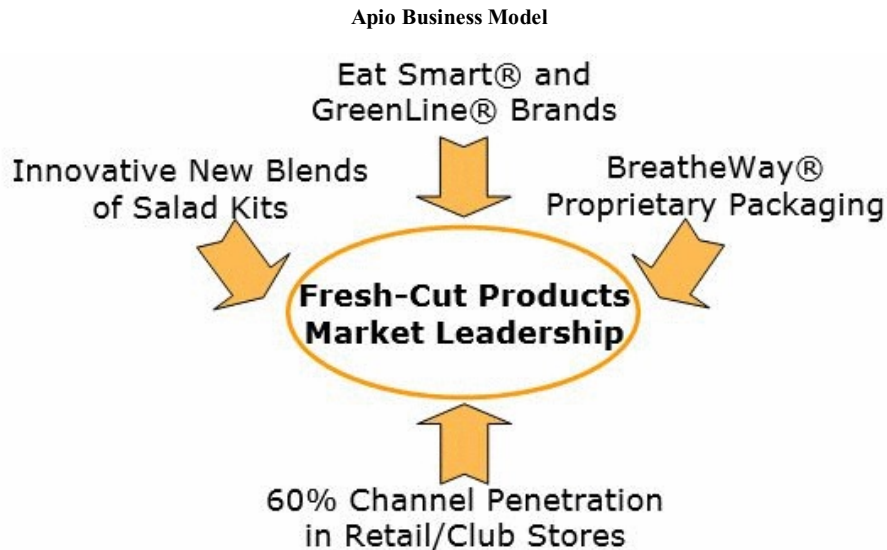 Apio Business Model
Eat Smart® and
GreenLine® Brands
Innovative New Blends
of Salad Kits
BreatheWay®
Proprietary Packaging
Fresh-Cut Products
Market Leadership
60% Channel Penetration
in Retail/Club Stores